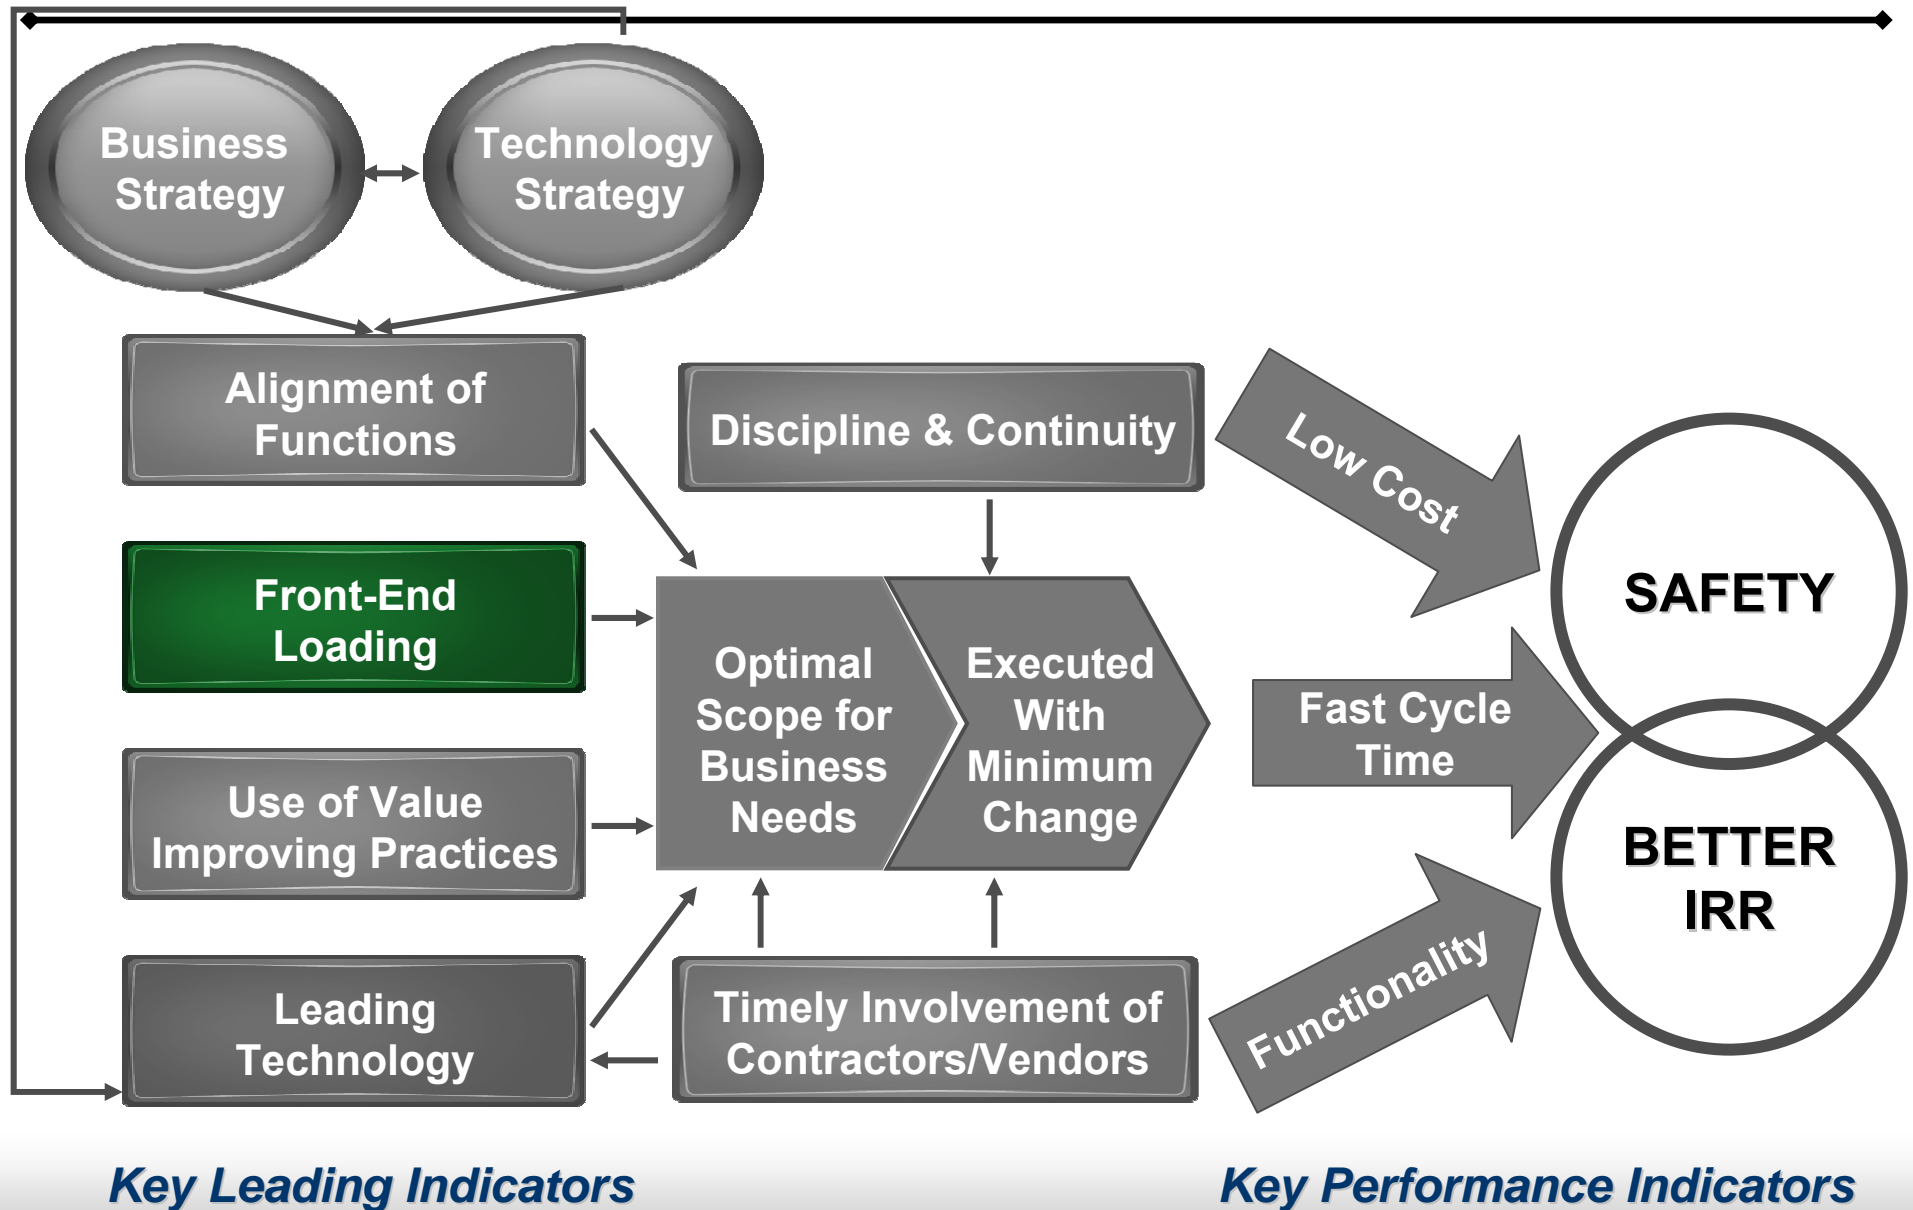 Business
Strategy
Technology
Strategy
Alignment of
Functions
Discipline & Continuity
Low Cost
SAFETY
Front-End
Loading
Optimal
Scope for
Business
Needs
Executed
With
Minimum
Change
Fast Cycle
Time
Use of Value
Improving Practices
BETTER
IRR
Leading
Technology
Timely Involvement of
Contractors/Vendors
Functionality
Key Leading Indicators
Key Performance Indicators